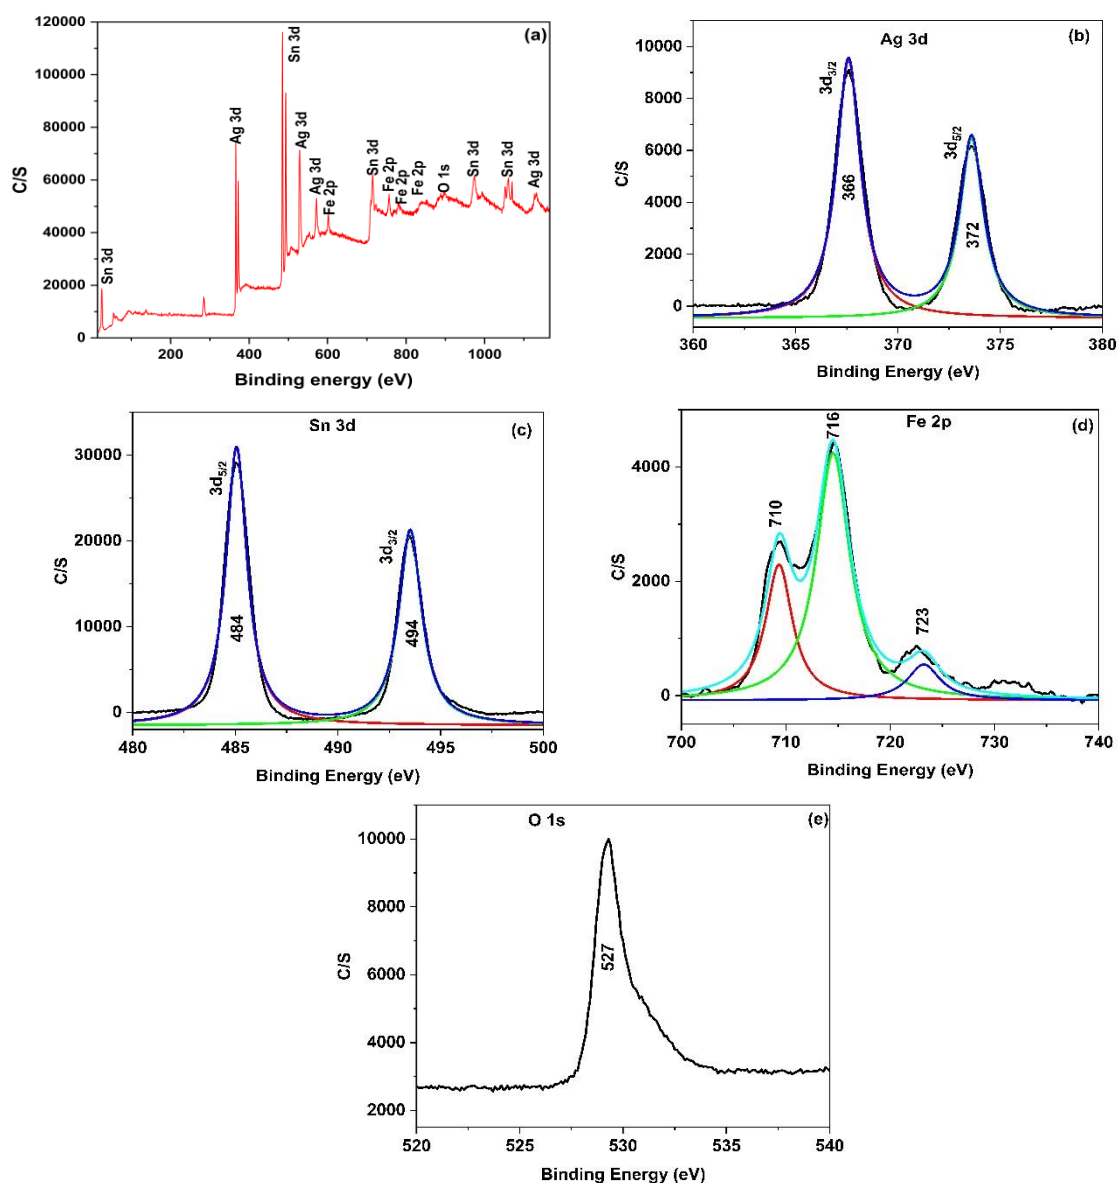 (a)
120000
100000
80000
60000
40000
20000
0
C/S
Sn 3d
Ag 3d
Sn 3d
Ag 3d
Ag 3d
Fe 2p
Sn 3d
Fe 2p
Fe 2p
Fe 2p
O 1s
Sn 3d
Sn 3d
Ag 3d
200 400 600 800 1000
Binding energy (eV)
(b)
Ag 3d
10000
8000
6000
4000
2000
0
C/S
3d3/2
366
3d5/2
372
360 365 370 375 380
Binding Energy (eV)
Sn 3d
(c)
30000
20000
10000
0
C/S
3d5/2
484
3d3/2
494
480 485 490 495 500
Binding Energy (eV)
Fe 2p
(d)
4000
2000
0
C/S
710
716
723
700 710 720 730 740
Binding Energy (eV)
O 1s
(e)
10000
8000
6000
4000
2000
C/S
527
520 525 530 535 540
Binding Energy (eV)